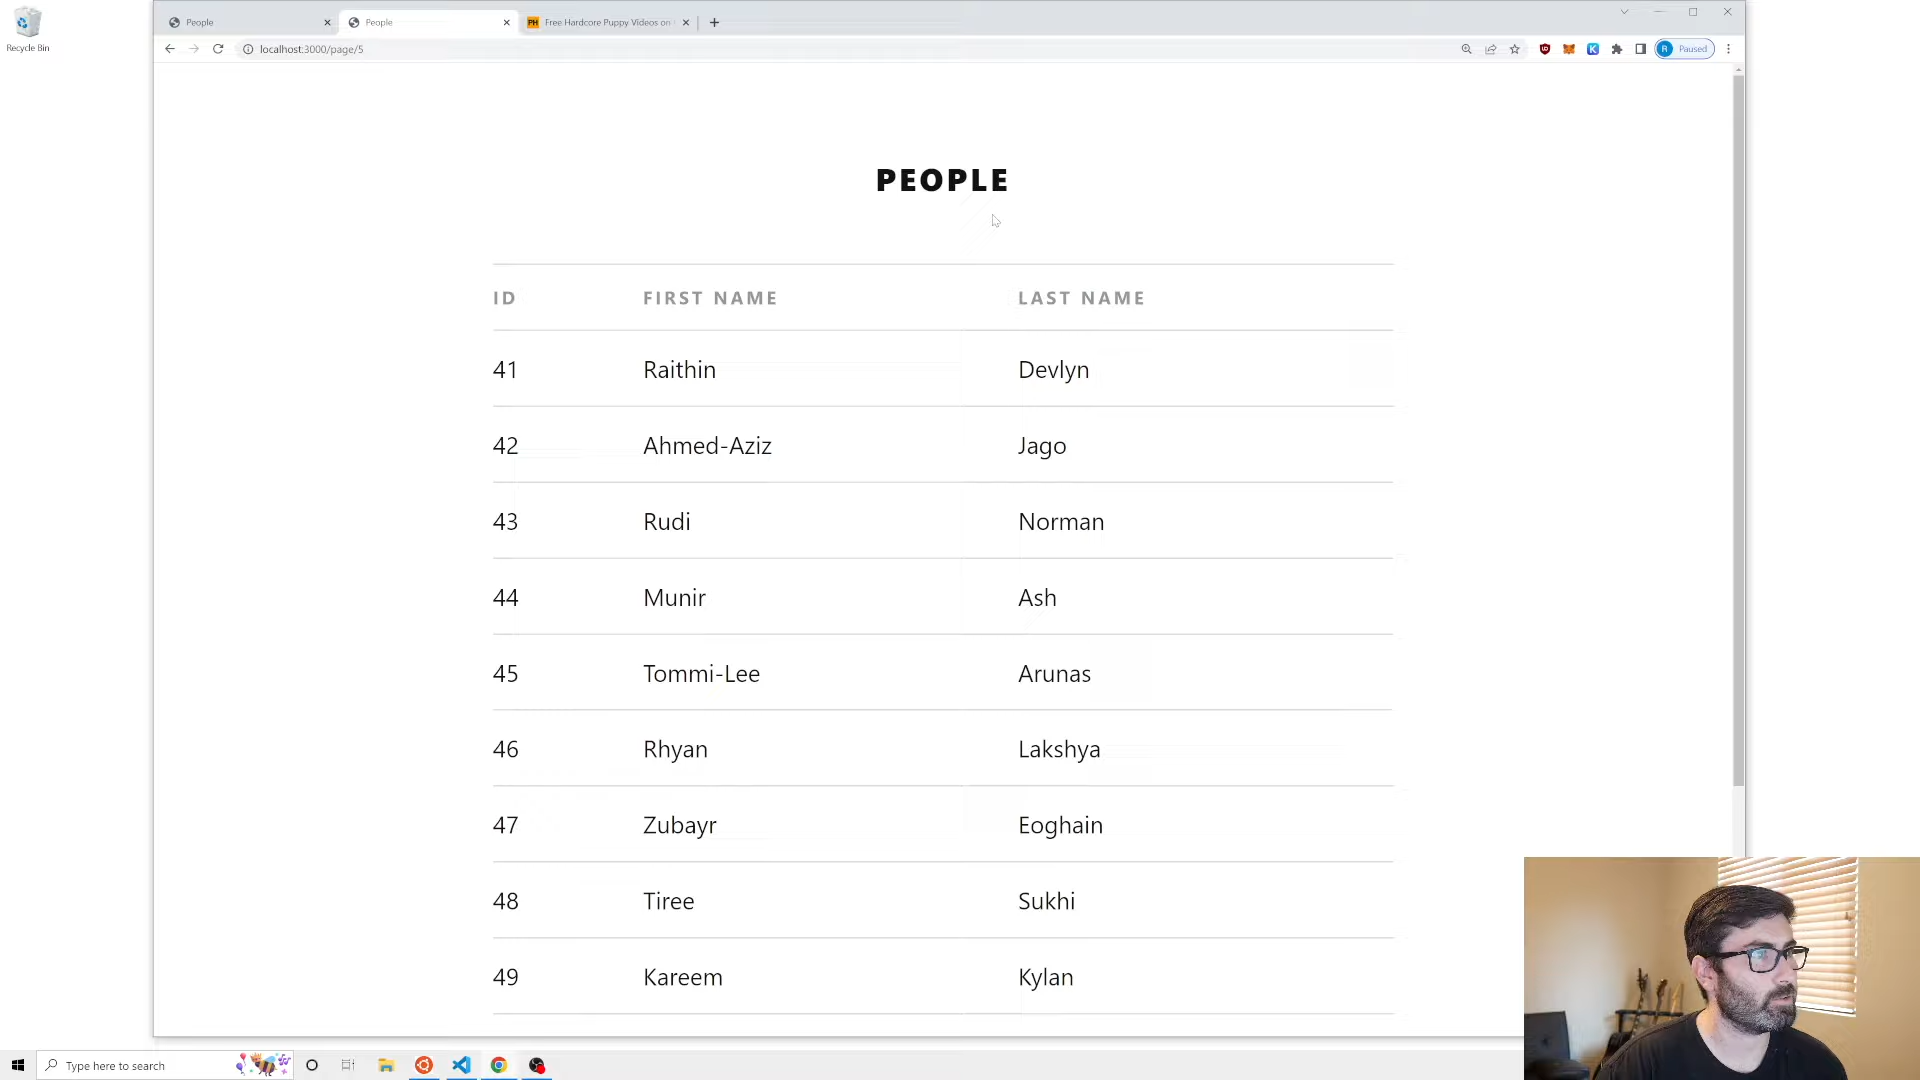 Recycle Bin
People
People
PH Free Hardcore Puppy Videos on
localhost:3000/page/5
R Paused
PEOPLE
ID FIRST NAME LAST NAME
41 Raithin Devlyn
42 Ahmed-Aziz Jago
43 Rudi Norman
44 Munir Ash
45 Tommi-Lee Arunas
46 Rhyan Lakshya
47 Zubayr Eoghain
48 Tiree Sukhi
49 Kareem Kylan
Type here to search